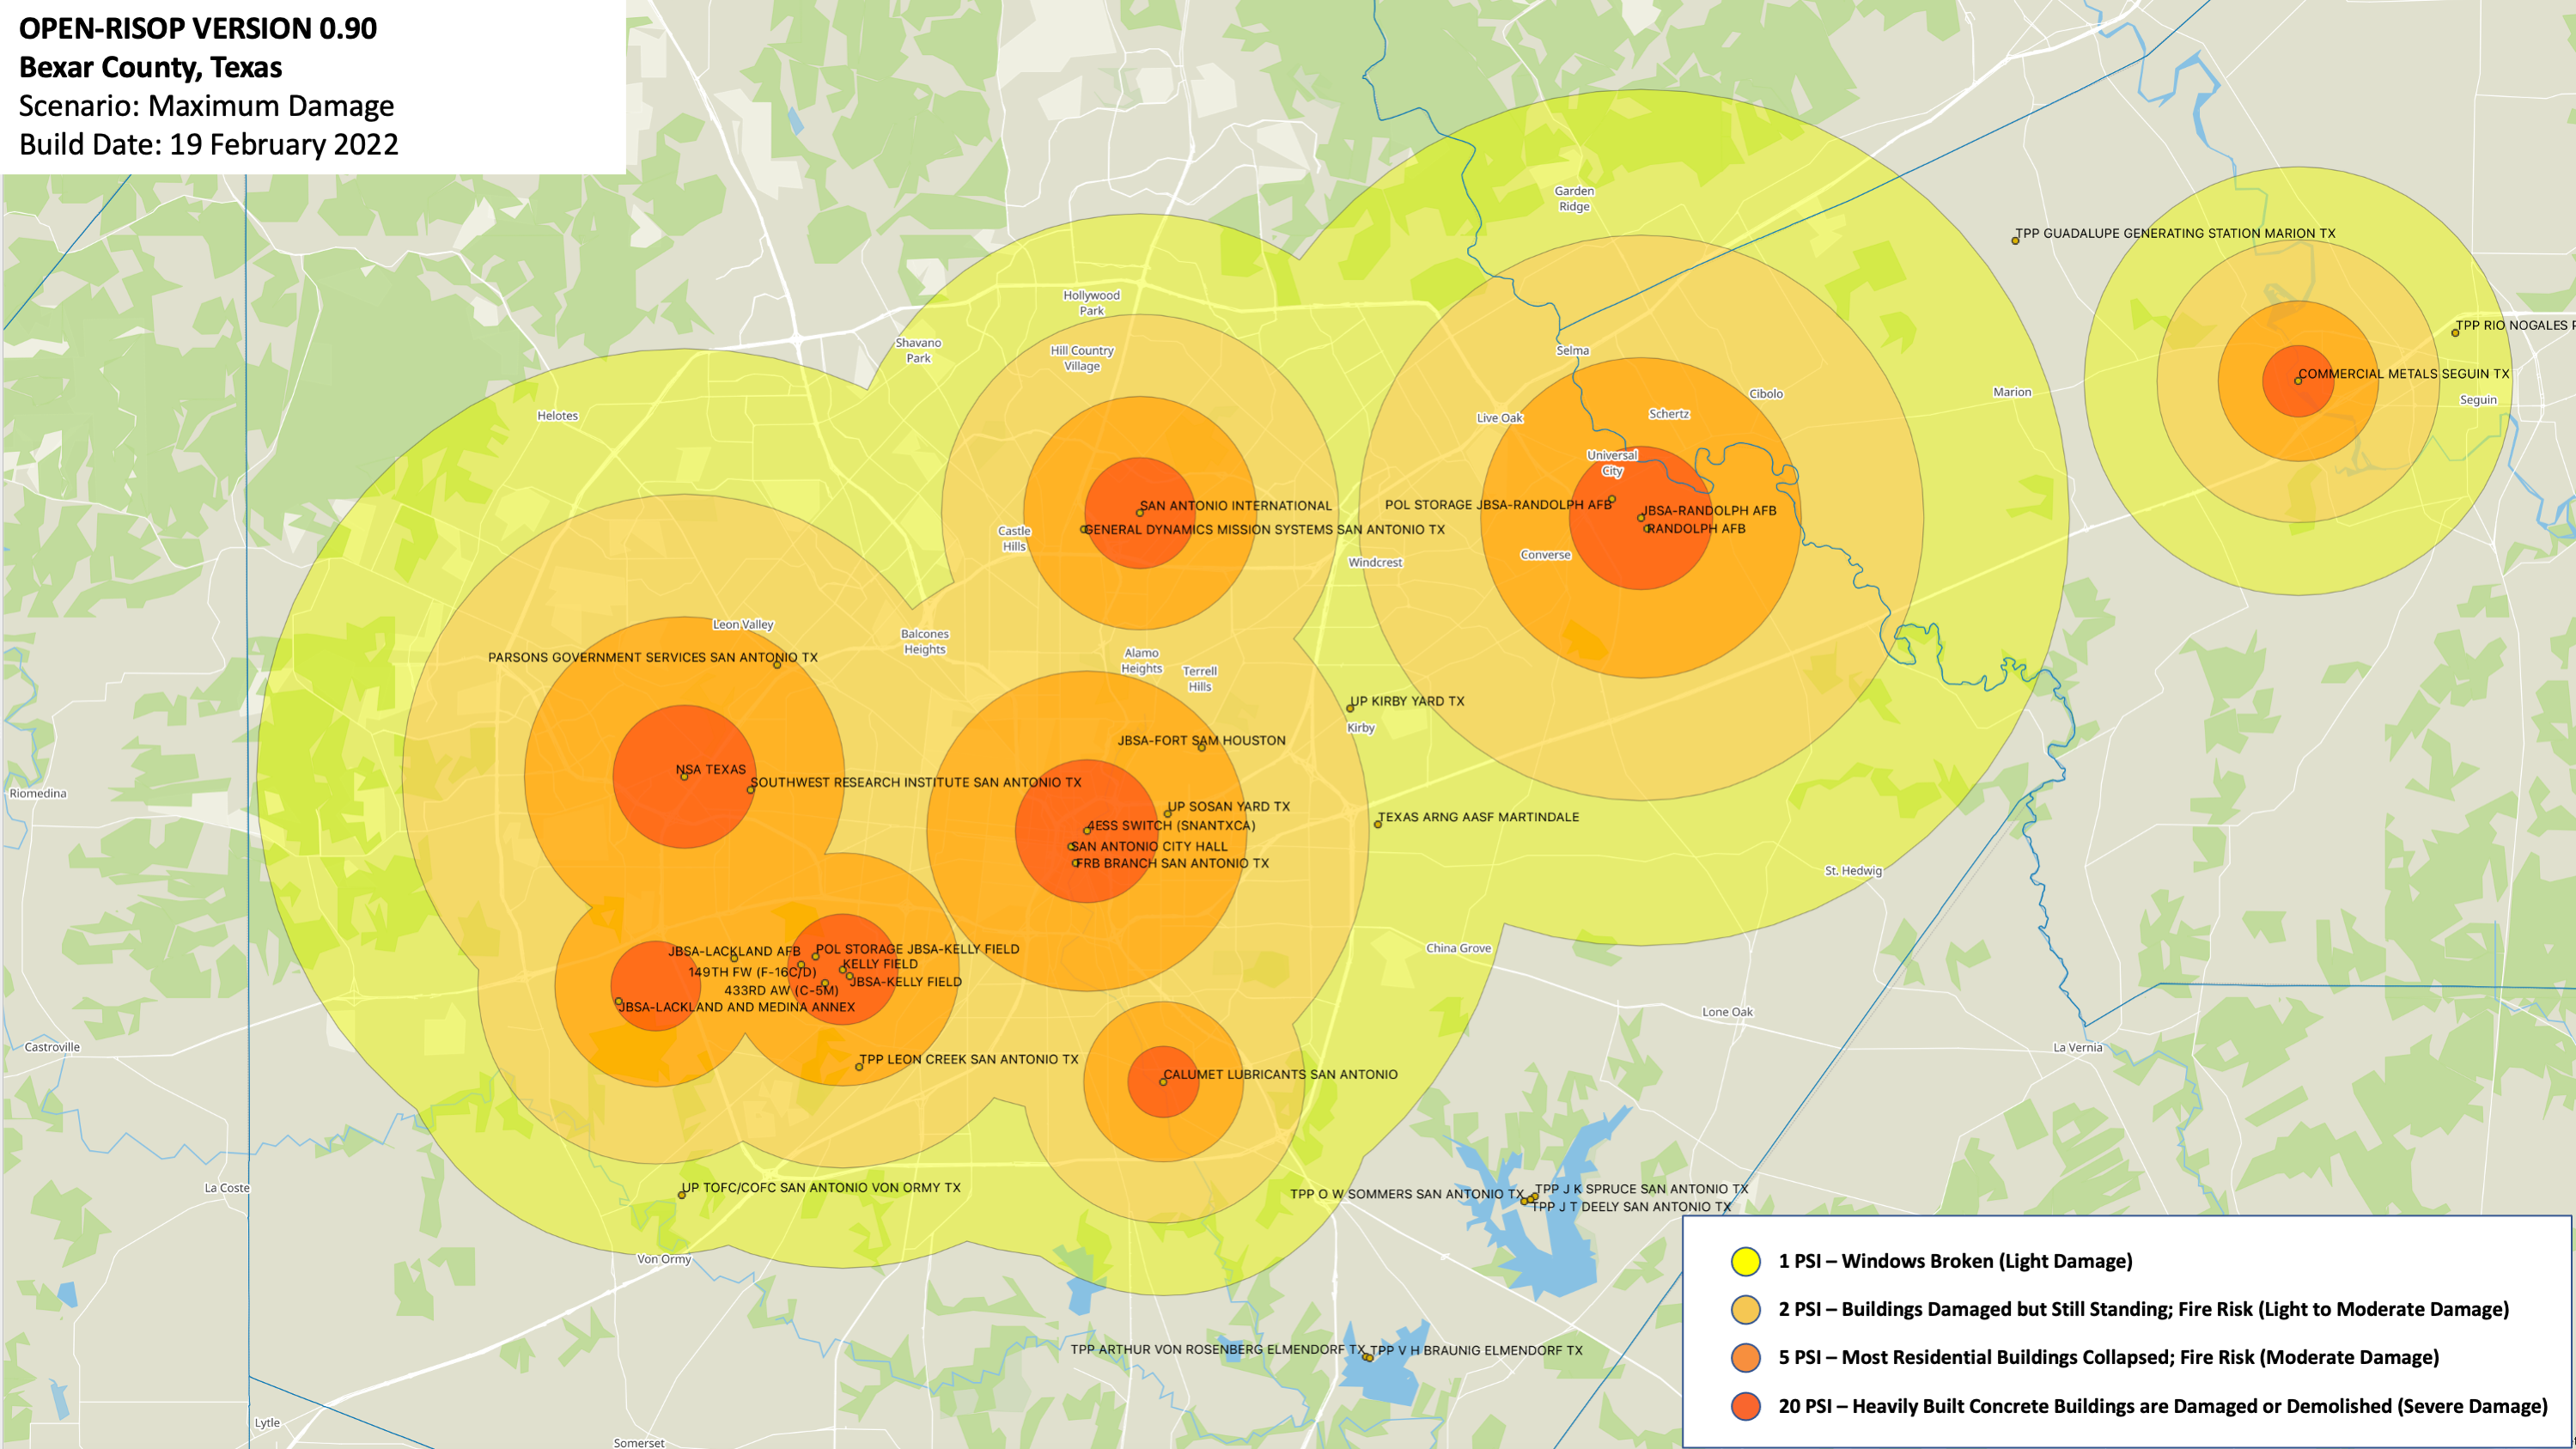 OPEN-RISOP VERSION 0.90
Bexar County, Texas
Scenario: Maximum Damage
Build Date: 19 February 2022
Garden
Ridge
TPP GUADALUPE GENERATING STATION MARION TX
Hollywood
Park
TPP RIO NOGALES
Shavano
Park
Hill Country
Village
Selma
COMMERCIAL METALS SEGUIN TX
Cibolo
Marion
Seguin
Helotes
Live Oak
Schertz
Universal
City
SAN ANTONIO INTERNATIONAL
POL STORAGE JBSA-RANDOLPH AFB
JBSA-RANDOLPH AFB
GENERAL DYNAMICS MISSION SYSTEMS SAN ANTONIO TX
RANDOLPH AFB
Castle
Hills
Converse
Windcrest
Leon Valley
Balcones
Heights
PARSONS GOVERNMENT SERVICES SAN ANTONIO TX
Alamo
Heights
Terrell
Hills
UP KIRBY YARD TX
Kirby
JBSA-FORT SAM HOUSTON
NSA TEXAS
SOUTHWEST RESEARCH INSTITUTE SAN ANTONIO TX
Riomedina
UP SOSAN YARD TX
TEXAS ARNG AASF MARTINDALE
4ESS SWITCH (SNANTXCA)
SAN ANTONIO CITY HALL
FRB BRANCH SAN ANTONIO TX
St. Hedwig
China Grove
JBSA-LACKLAND AFB
POL STORAGE JBSA-KELLY FIELD
KELLY FIELD
149TH FW (F-16C/D)
JBSA-KELLY FIELD
433RD AW (C-5M)
JBSA-LACKLAND AND MEDINA ANNEX
Lone Oak
Castroville
La Vernia
TPP LEON CREEK SAN ANTONIO TX
CALUMET LUBRICANTS SAN ANTONIO
La Coste
UP TOFC/COFC SAN ANTONIO VON ORMY TX
TPP O W SOMMERS SAN ANTONIO TX
TPP J K SPRUCE SAN ANTONIO TX
TPP J T DEELY SAN ANTONIO TX
Von Ormy
1 PSI – Windows Broken (Light Damage)
2 PSI – Buildings Damaged but Still Standing; Fire Risk (Light to Moderate Damage)
TPP ARTHUR VON ROSENBERG ELMENDORF TX
TPP V H BRAUNIG ELMENDORF TX
5 PSI – Most Residential Buildings Collapsed; Fire Risk (Moderate Damage)
20 PSI – Heavily Built Concrete Buildings are Damaged or Demolished (Severe Damage)
Lytle
Somerset